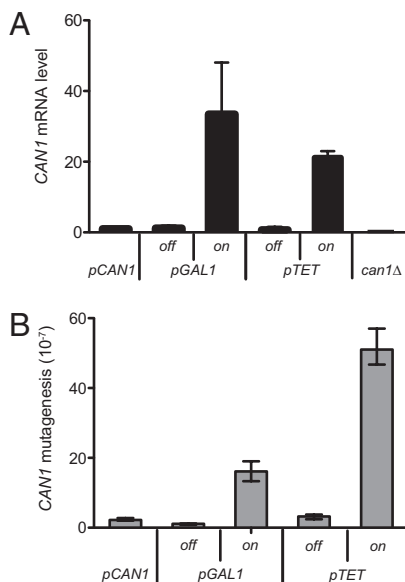 A
CAN1 mRNA level
60
40
20
0
off on off on
pCAN1 pGAL1 pTET can1Δ
B
CAN1 mutagenesis (10-7)
60
40
20
0
off on off on
pCAN1 pGAL1 pTET